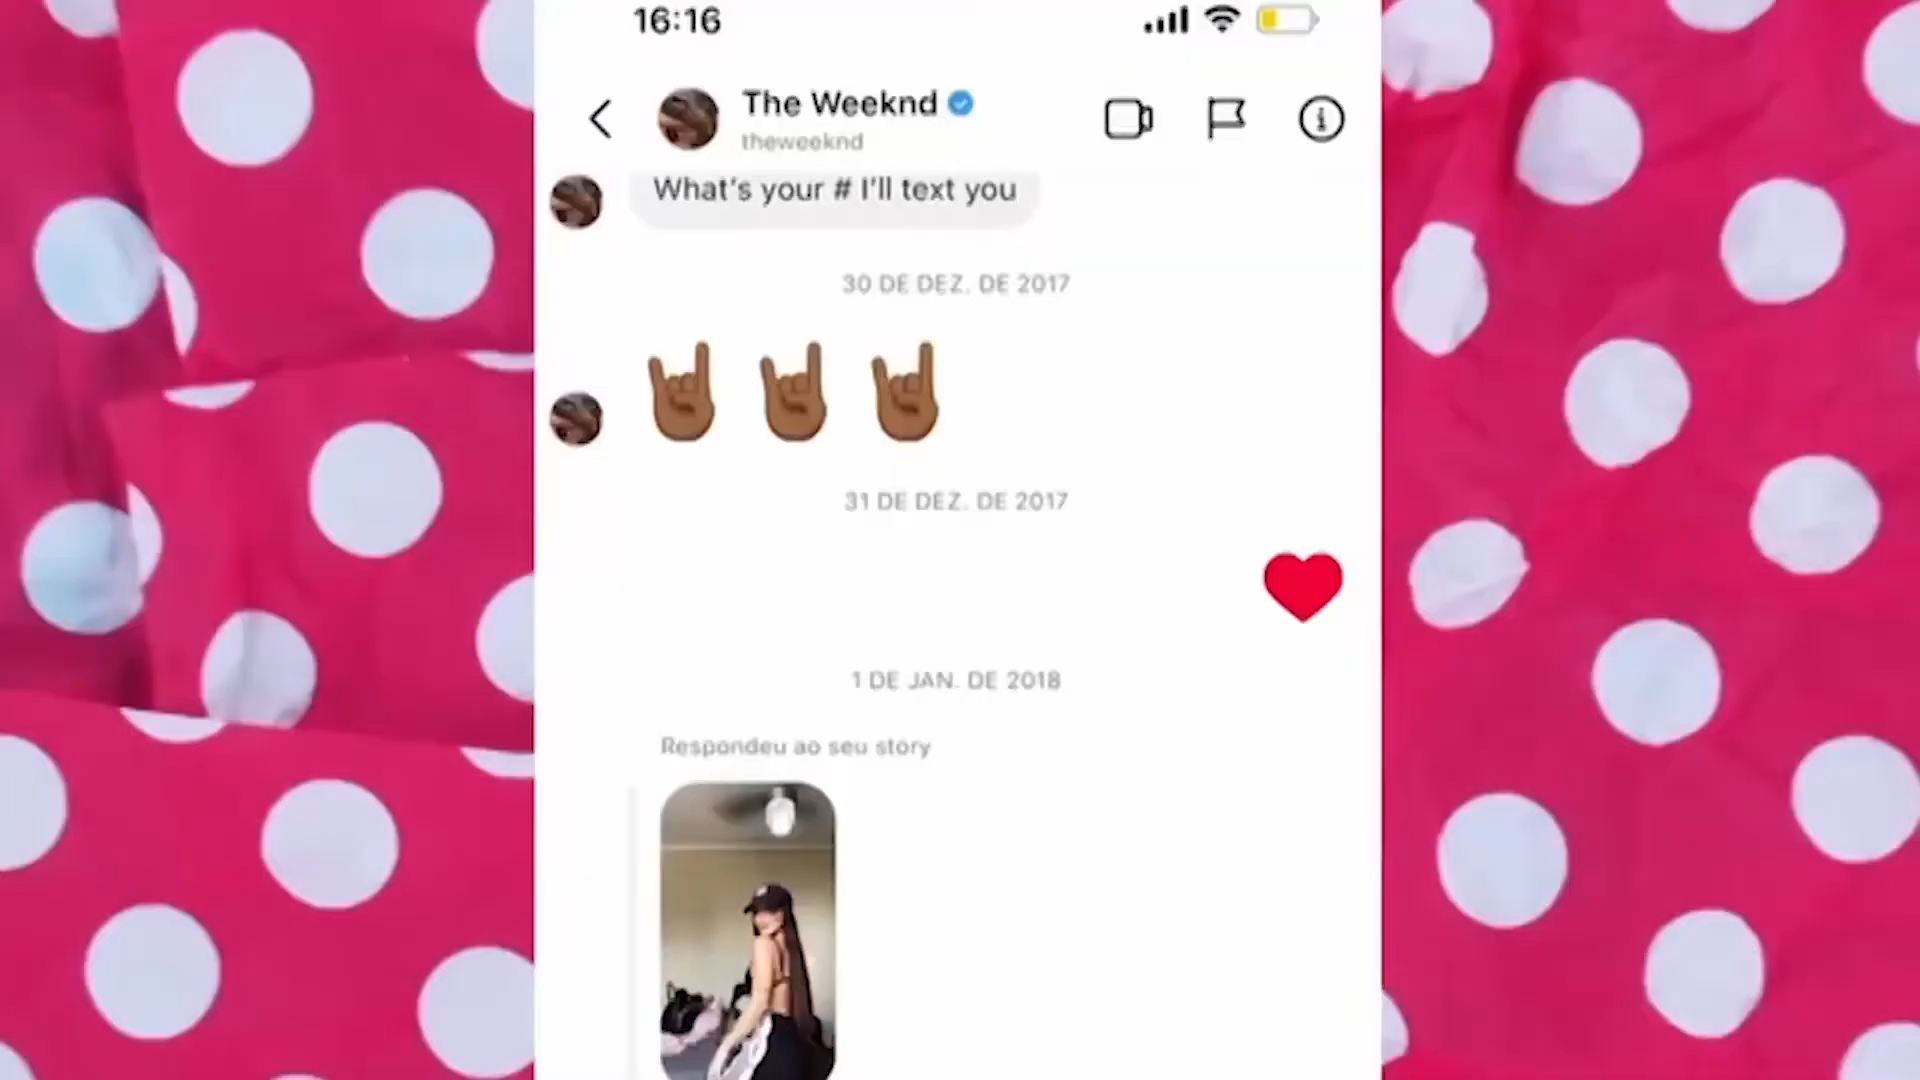 16:16
The Weeknd
theweeknd
What's your # I'll text you
30 DE DEZ. DE 2017
31 DE DEZ. DE 2017
1 DE JAN. DE 2018
Respondeu ao seu story